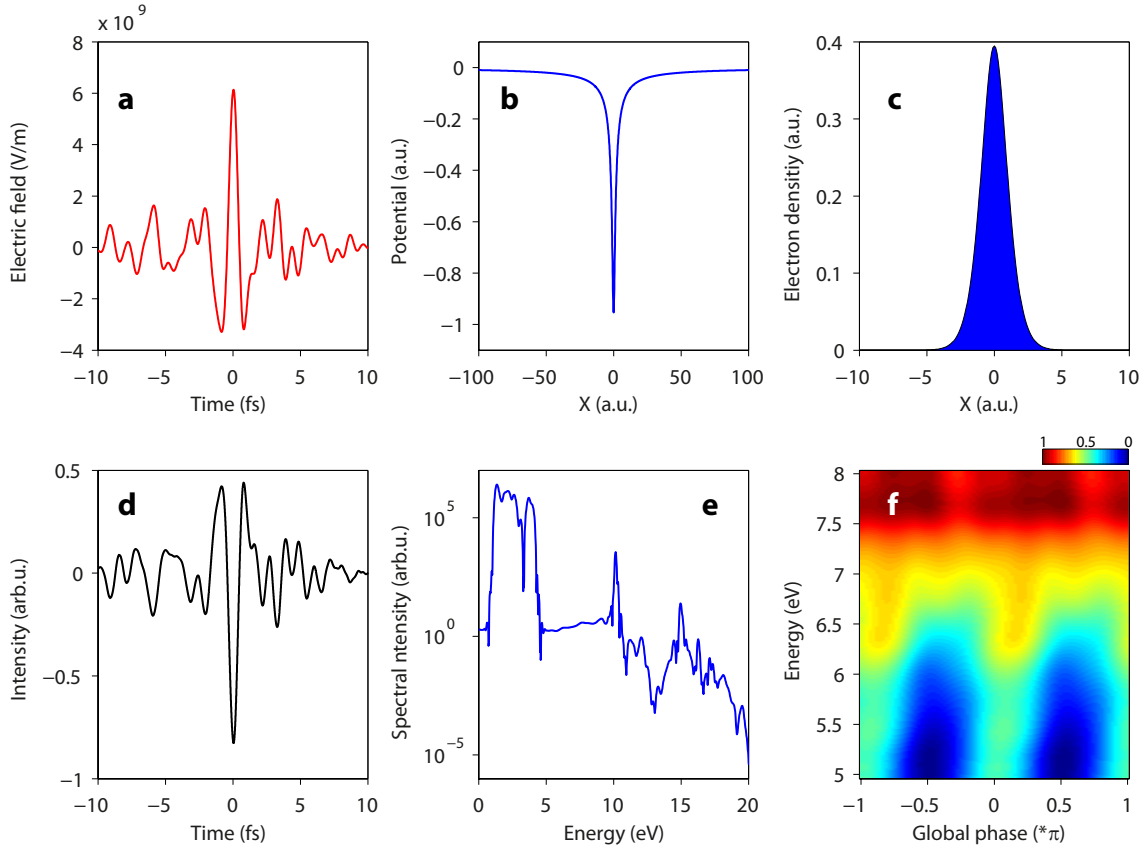 x 10 9
8
6
4
2
0
−2
−4
−10 −5 0 5 10
Time (fs)
Electric field (V/m)
a
0
−0.2
−0.4
−0.6
−0.8
−1
−100 −50 0 50 100
X (a.u.)
Potential (a.u.)
b
0.4
0.3
0.2
0.1
0
−10 −5 0 5 10
X (a.u.)
Electron densitiy (a.u.)
c
0.5
0
−0.5
−1
−10 −5 0 5 10
Time (fs)
Intensity (arb.u.)
d
10^5
10^0
10^−5
0 5 10 15 20
Energy (eV)
Spectral ntensity (arb.u.)
e
1 0.5 0
8
7.5
7
6.5
6
5.5
5
−1 −0.5 0 0.5 1
Global phase (*π)
Energy (eV)
f